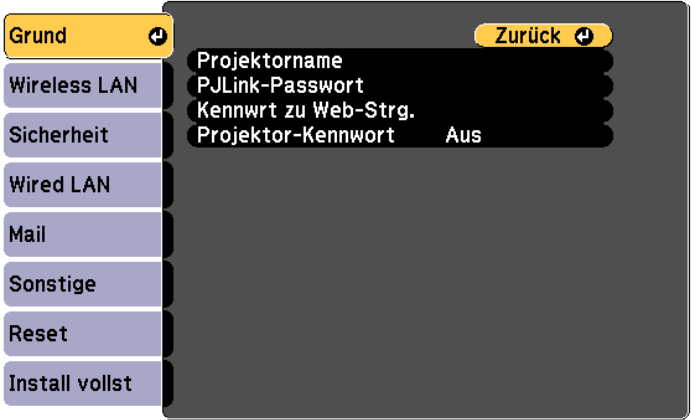 Grund
Zurück
Projektorname
PJLink-Passwort
Kennwrt zu Web-Strg.
Projektor-Kennwort Aus
Wireless LAN
Sicherheit
Wired LAN
Mail
Sonstige
Reset
Install vollst